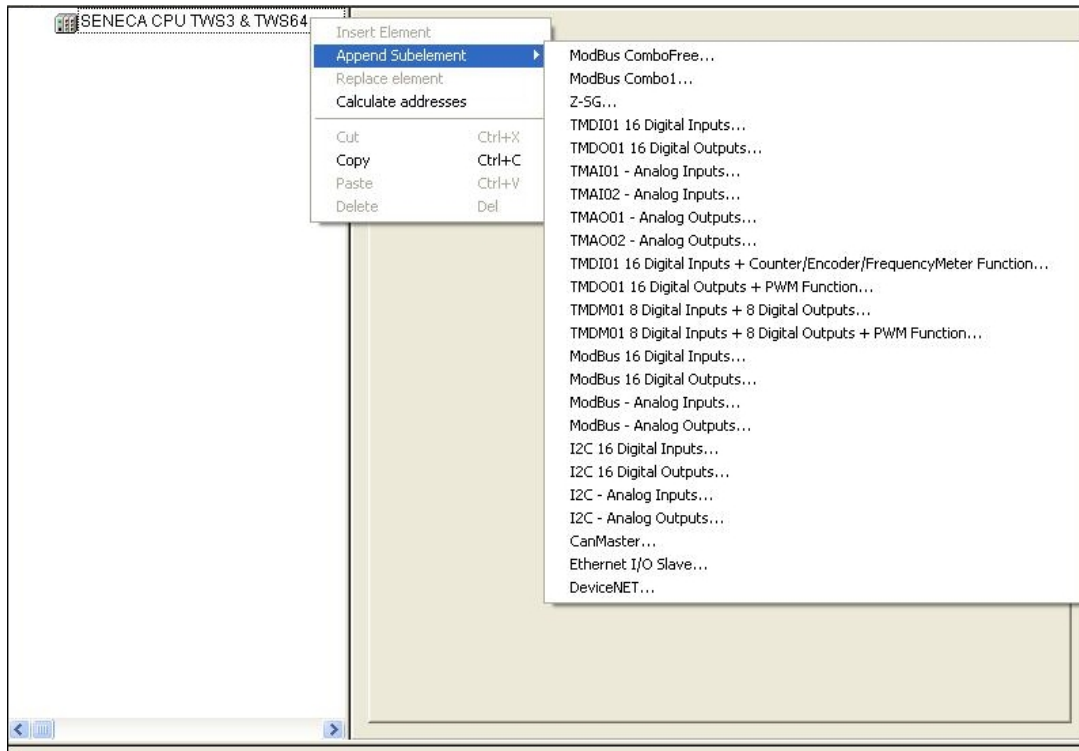 SENECA CPU TWS3 & TWS64
Insert Element
Append Subelement
Replace element
Calculate addresses
Cut Ctrl+X
Copy Ctrl+C
Paste Ctrl+V
Delete Del
ModBus ComboFree...
ModBus Combo1...
Z-SG...
TMDI01 16 Digital Inputs...
TMDO01 16 Digital Outputs...
TMAI01 - Analog Inputs...
TMAI02 - Analog Inputs...
TMAO01 - Analog Outputs...
TMAO02 - Analog Outputs...
TMDI01 16 Digital Inputs + Counter/Encoder/FrequencyMeter Function...
TMDO01 16 Digital Outputs + PWM Function...
TMDM01 8 Digital Inputs + 8 Digital Outputs...
TMDM01 8 Digital Inputs + 8 Digital Outputs + PWM Function...
ModBus 16 Digital Inputs...
ModBus 16 Digital Outputs...
ModBus - Analog Inputs...
ModBus - Analog Outputs...
I2C 16 Digital Inputs...
I2C 16 Digital Outputs...
I2C - Analog Inputs...
I2C - Analog Outputs...
CanMaster...
Ethernet I/O Slave...
DeviceNET...